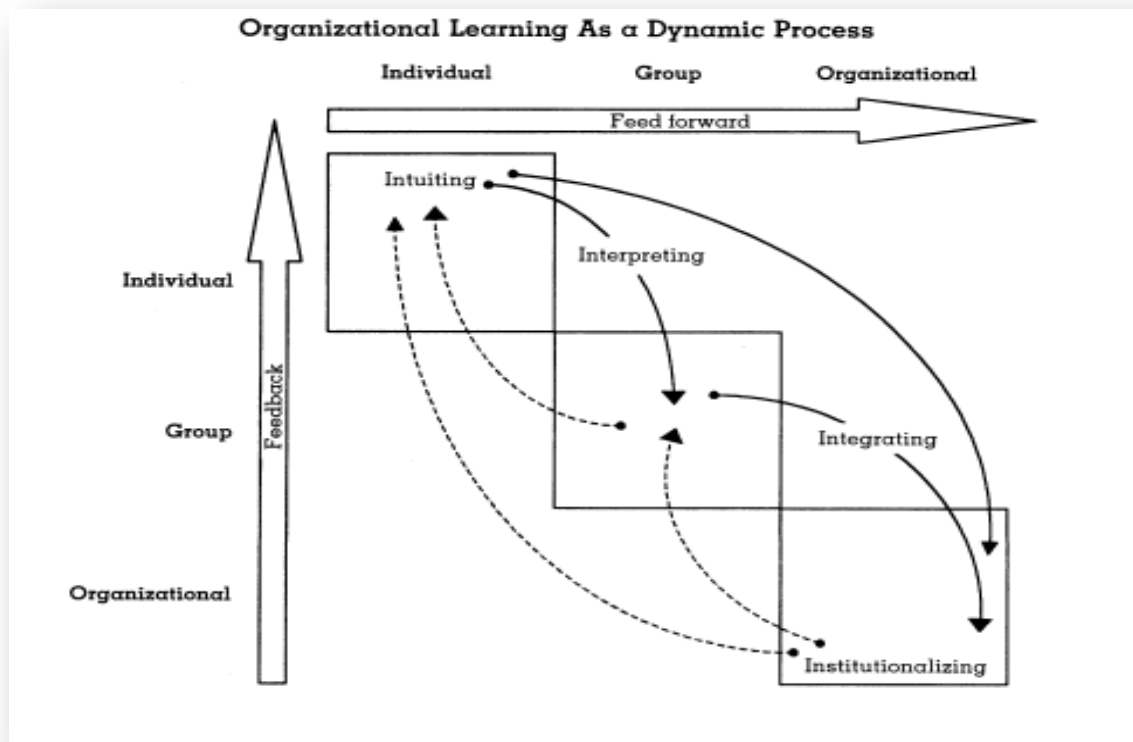 Organizational Learning As a Dynamic Process
Individual
Group
Organizational
Feed forward
Intuiting
Interpreting
Individual
Feedback
Group
Integrating
Organizational
Institutionalizing